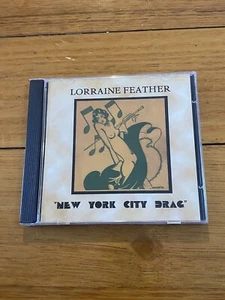 LORRAINE FEATHER
"NEW YORK CITY DRAG"